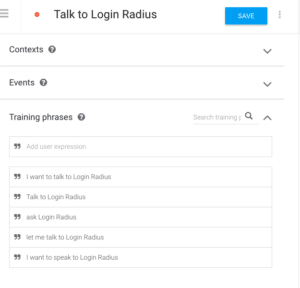 Talk to Login Radius
SAVE
Contexts
Events
Training phrases
Search training p
Add user expression
I want to talk to Login Radius
Talk to Login Radius
ask Login Radius
let me talk to Login Radius
I want to speak to Login Radius